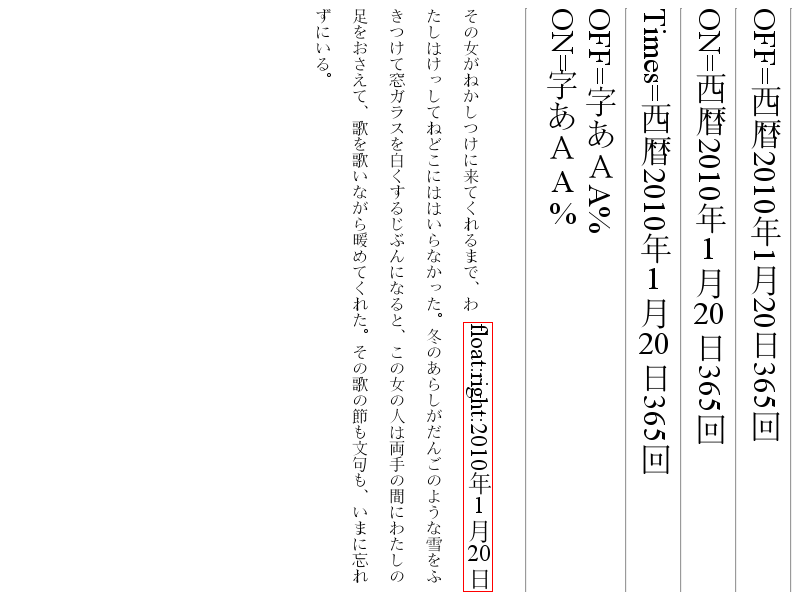 OFF=西暦2010年1月20日365回
ON=西暦2010年1月20日365回
Times=西暦2010年1月20日365回
OFF=字あＡA%
ON=字あＡA%
float:right:2010年1月20日
その女がねかしつけに来てくれるまで、わ
たしはけっしてねどこにははいらなかった。冬のあらしがだんごのような雪をふ
きつけて窓ガラスを白くするじぶんになると、この女の人は両手の間にわたしの
足をおさえて、歌を歌いながら暖めてくれた。その歌の節も文句も、いまに忘れ
ずにいる。